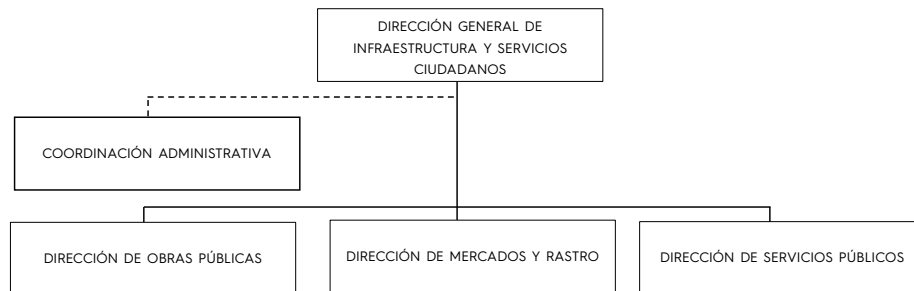 DIRECCIÓN GENERAL DE
INFRAESTRUCTURA Y SERVICIOS
CIUDADANOS
COORDINACIÓN ADMINISTRATIVA
DIRECCIÓN DE OBRAS PÚBLICAS
DIRECCIÓN DE MERCADOS Y RASTRO
DIRECCIÓN DE SERVICIOS PÚBLICOS